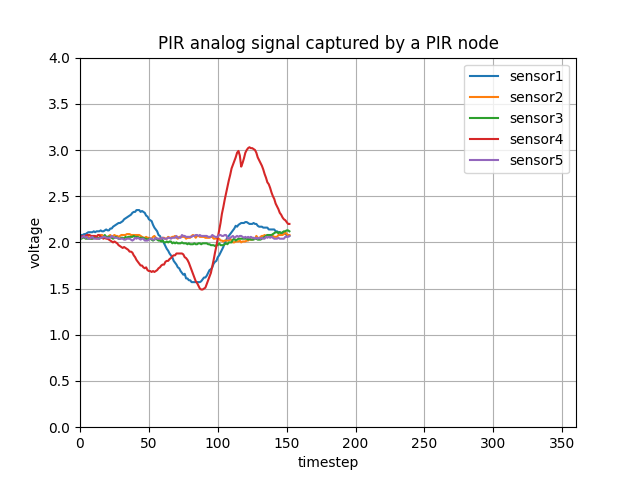 PIR analog signal captured by a PIR node
4.0
3.5
3.0
2.5
2.0
1.5
1.0
0.5
0.0
voltage
0 50 100 150 200 250 300 350
timestep
sensor1
sensor2
sensor3
sensor4
sensor5